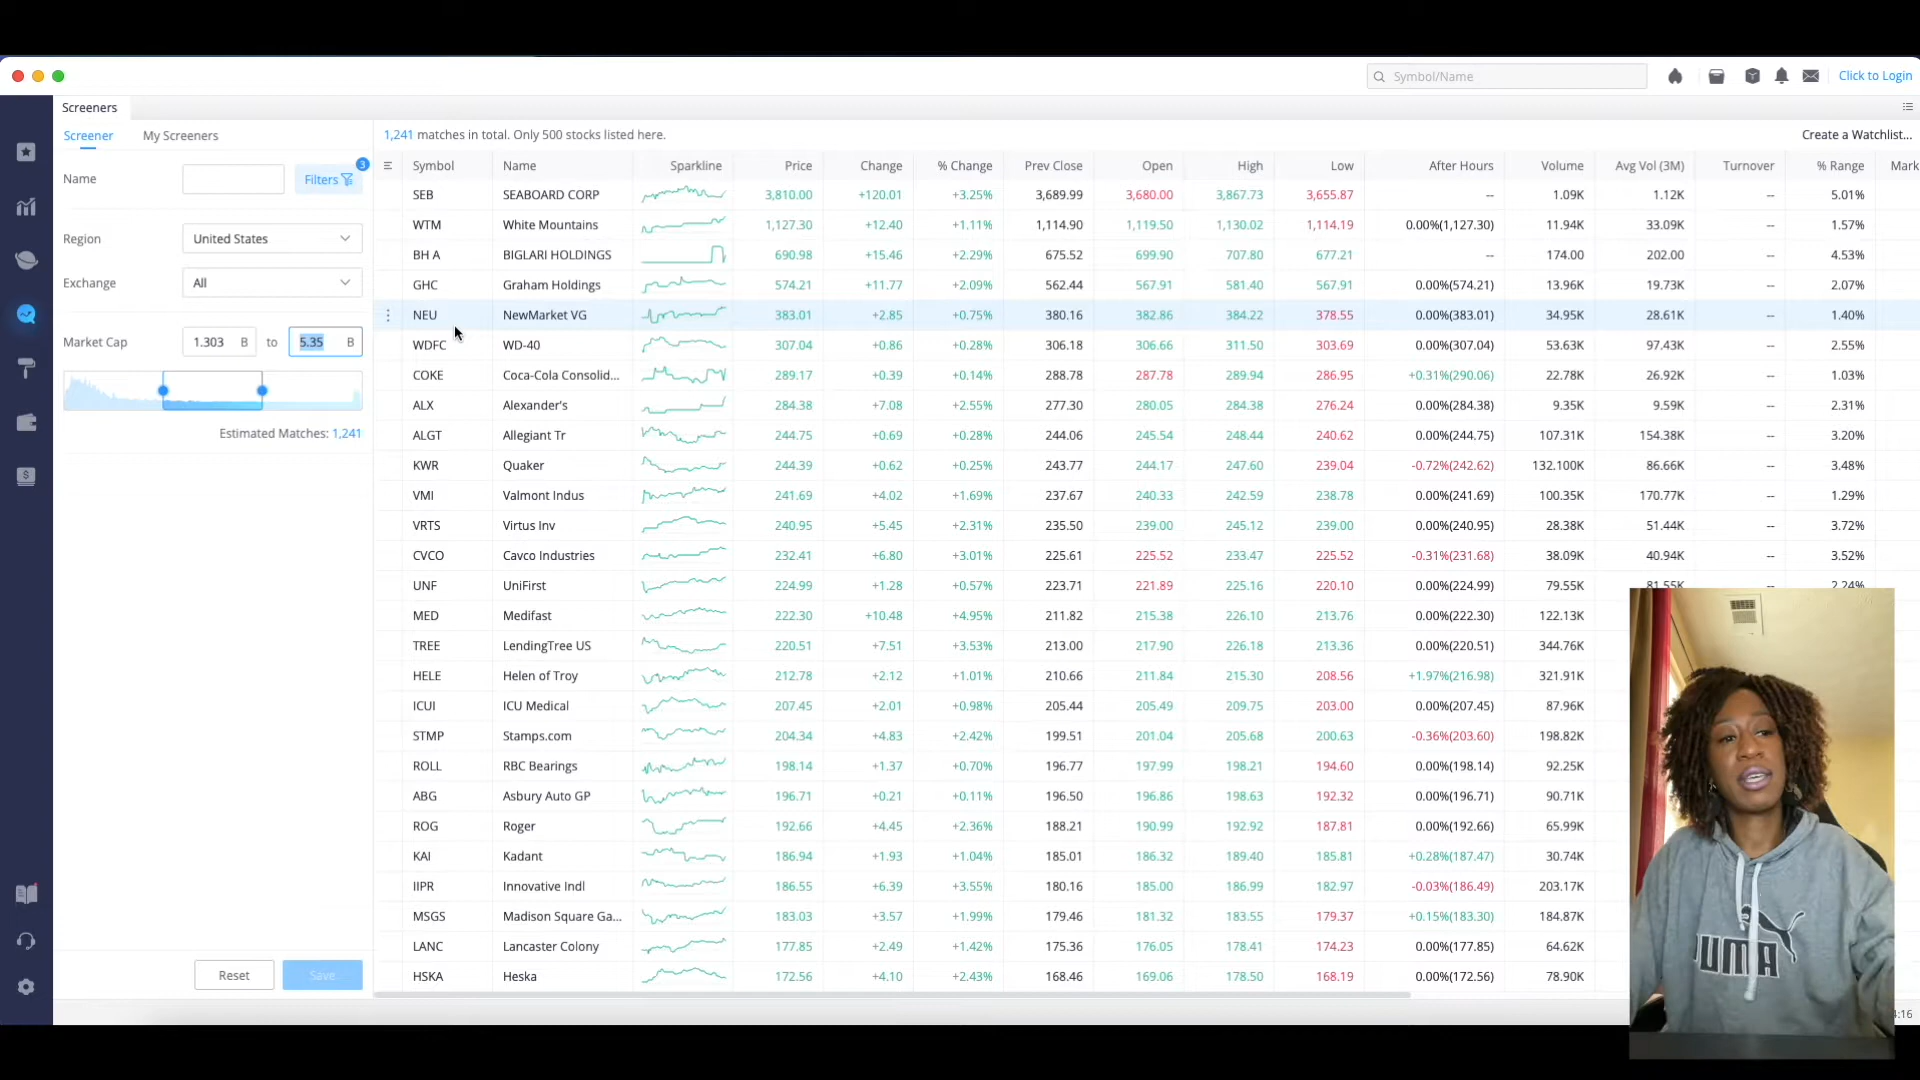 Symbol/Name
Click to Login
Screeners
Screener My Screeners
1,241 matches in total. Only 500 stocks listed here.
Create a Watchlist...
Name
Filters
3
Region United States
Exchange All
Market Cap 1.303 B to 5.35 B
Estimated Matches: 1,241
Reset Save
Symbol Name Sparkline Price Change % Change Prev Close Open High Low After Hours Volume Avg Vol (3M) Turnover % Range Mark
SEB SEABOARD CORP 3,810.00 +120.01 +3.25% 3,689.99 3,680.00 3,867.73 3,655.87 -- 1.09K 1.12K -- 5.01%
WTM White Mountains 1,127.30 +12.40 +1.11% 1,114.90 1,119.50 1,130.02 1,114.19 0.00%(1,127.30) 11.94K 33.09K -- 1.57%
BH A BIGLARI HOLDINGS 690.98 +15.46 +2.29% 675.52 699.90 707.80 677.21 -- 174.00 202.00 -- 4.53%
GHC Graham Holdings 574.21 +11.77 +2.09% 562.44 567.91 581.40 567.91 0.00%(574.21) 13.96K 19.73K -- 2.07%
NEU NewMarket VG 383.01 +2.85 +0.75% 380.16 382.86 384.22 378.55 0.00%(383.01) 34.95K 28.61K -- 1.40%
WDFC WD-40 307.04 +0.86 +0.28% 306.18 306.66 311.50 303.69 0.00%(307.04) 53.63K 97.43K -- 2.55%
COKE Coca-Cola Consolid... 289.17 +0.39 +0.14% 288.78 287.78 289.94 286.95 +0.31%(290.06) 22.78K 26.92K -- 1.03%
ALX Alexander's 284.38 +7.08 +2.55% 277.30 280.05 284.38 276.24 0.00%(284.38) 9.35K 9.59K -- 2.31%
ALGT Allegiant Tr 244.75 +0.69 +0.28% 244.06 245.54 248.44 240.62 0.00%(244.75) 107.31K 154.38K -- 3.20%
KWR Quaker 244.39 +0.62 +0.25% 243.77 244.17 247.60 239.04 -0.72%(242.62) 132.100K 86.66K -- 3.48%
VMI Valmont Indus 241.69 +4.02 +1.69% 237.67 240.33 242.59 238.78 0.00%(241.69) 100.35K 170.77K -- 1.29%
VRTS Virtus Inv 240.95 +5.45 +2.31% 235.50 239.00 245.12 239.00 0.00%(240.95) 28.38K 51.44K -- 3.72%
CVCO Cavco Industries 232.41 +6.80 +3.01% 225.61 225.52 233.47 225.52 -0.31%(231.68) 38.09K 40.94K -- 3.52%
UNF UniFirst 224.99 +1.28 +0.57% 223.71 221.89 225.16 220.10 0.00%(224.99) 79.55K 81.55K -- 2.24%
MED Medifast 222.30 +10.48 +4.95% 211.82 215.38 226.10 213.76 0.00%(222.30) 122.13K
TREE LendingTree US 220.51 +7.51 +3.53% 213.00 217.90 226.18 213.36 0.00%(220.51) 344.76K
HELE Helen of Troy 212.78 +2.12 +1.01% 210.66 211.84 215.30 208.56 +1.97%(216.98) 321.91K
ICUI ICU Medical 207.45 +2.01 +0.98% 205.44 205.49 209.75 203.00 0.00%(207.45) 87.96K
STMP Stamps.com 204.34 +4.83 +2.42% 199.51 201.04 205.68 200.63 -0.36%(203.60) 198.82K
ROLL RBC Bearings 198.14 +1.37 +0.70% 196.77 197.99 198.21 194.60 0.00%(198.14) 92.25K
ABG Asbury Auto GP 196.71 +0.21 +0.11% 196.50 196.86 198.63 192.32 0.00%(196.71) 90.71K
ROG Roger 192.66 +4.45 +2.36% 188.21 190.99 192.92 187.81 0.00%(192.66) 65.99K
KAI Kadant 186.94 +1.93 +1.04% 185.01 186.32 189.40 185.81 +0.28%(187.47) 30.74K
IIPR Innovative Indl 186.55 +6.39 +3.55% 180.16 185.00 186.99 182.97 -0.03%(186.49) 203.17K
MSGS Madison Square Ga... 183.03 +3.57 +1.99% 179.46 181.32 183.55 179.37 +0.15%(183.30) 184.87K
LANC Lancaster Colony 177.85 +2.49 +1.42% 175.36 176.05 178.41 174.23 0.00%(177.85) 64.62K
HSKA Heska 172.56 +4.10 +2.43% 168.46 169.06 178.50 168.19 0.00%(172.56) 78.90K
PUMA
:16